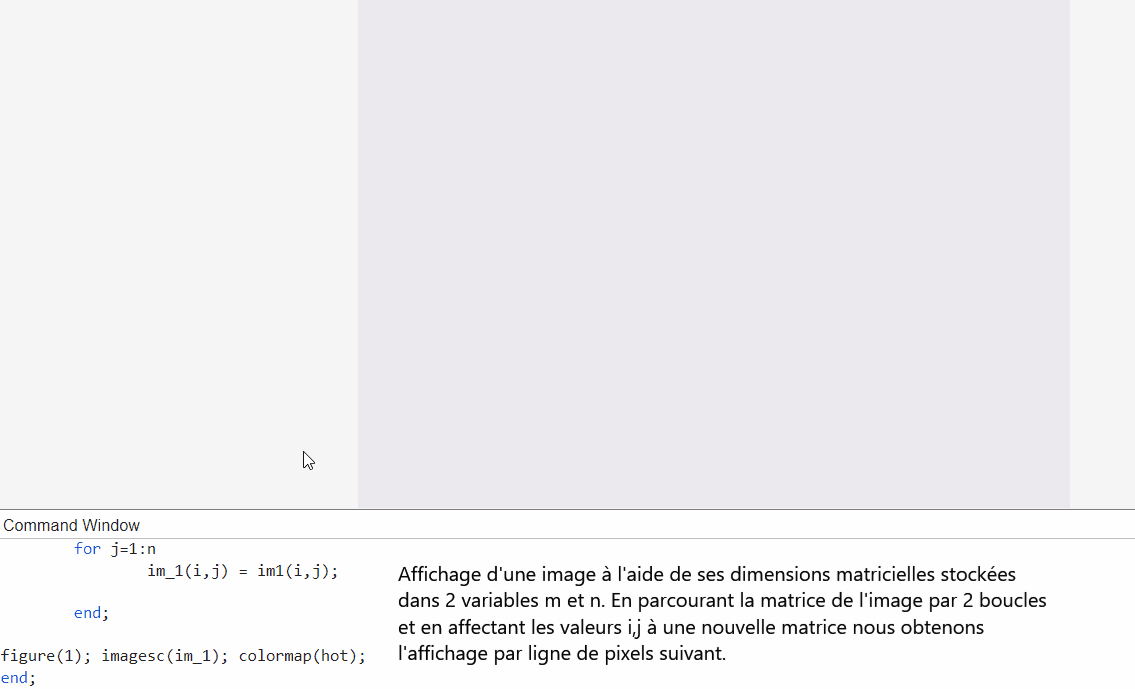 Command Window
for j=1:n
im_1(i,j) = im1(i,j);
end;
figure(1); imagesc(im_1); colormap(hot);
end;
Affichage d'une image à l'aide de ses dimensions matricielles stockées
dans 2 variables m et n. En parcourant la matrice de l'image par 2 boucles
et en affectant les valeurs i,j à une nouvelle matrice nous obtenons
l'affichage par ligne de pixels suivant.